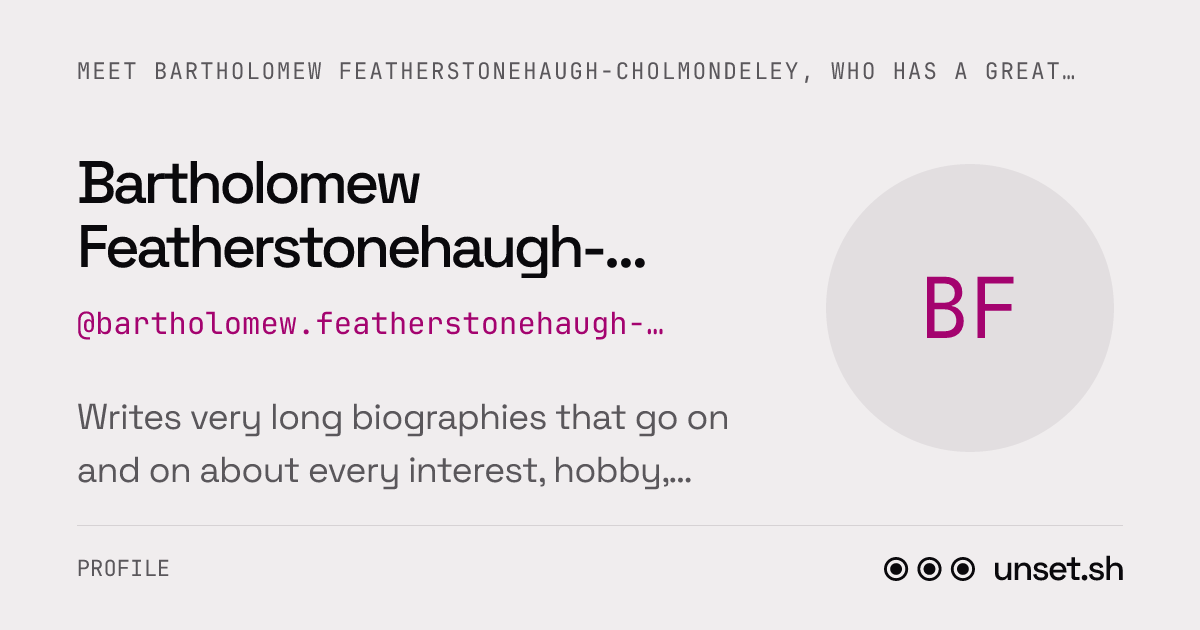 MEET BARTHOLOMEW FEATHERSTONEHAUGH-CHOLMONDELEY, WHO HAS A GREAT…
Bartholomew
Featherstonehaugh-…
@bartholomew.featherstonehaugh-…
BF
Writes very long biographies that go on
and on about every interest, hobby,…
PROFILE
unset.sh